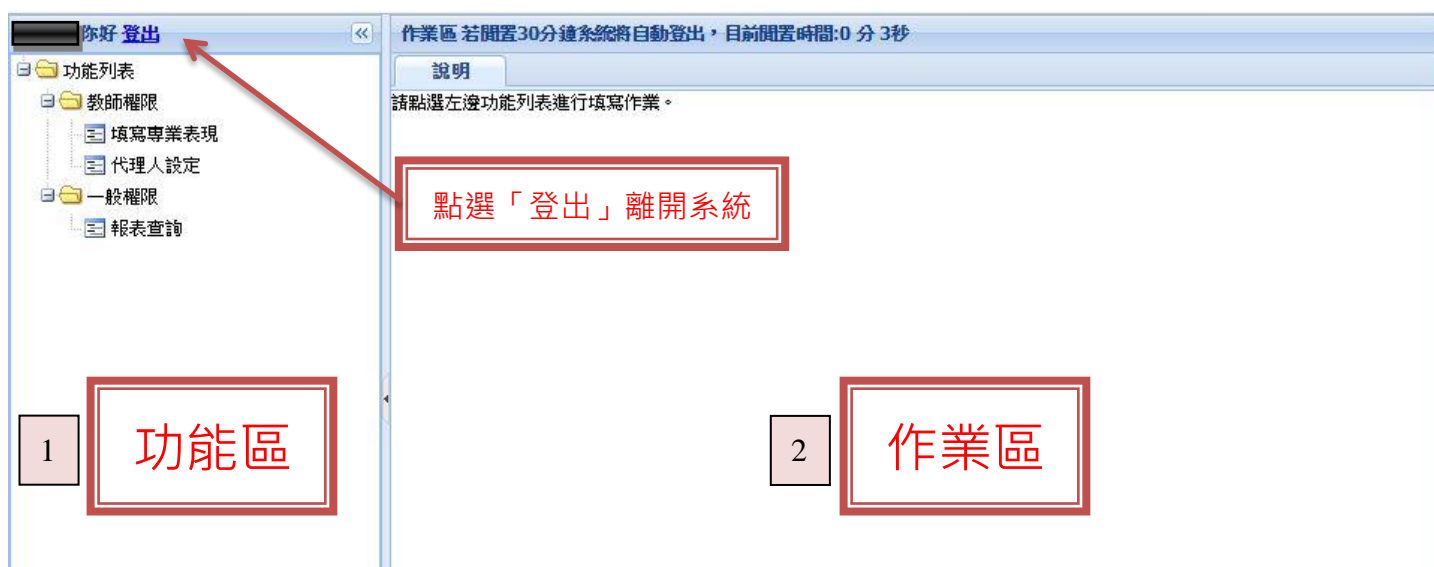 你好 登出
功能列表
教師權限
填寫專業表現
代理人設定
一般權限
報表查詢
作業區 若閒置30分鐘系統將自動登出，目前閒置時間:0 分 3秒
說明
請點選左邊功能列表進行填寫作業。
點選「登出」離開系統
1
功能區
2
作業區